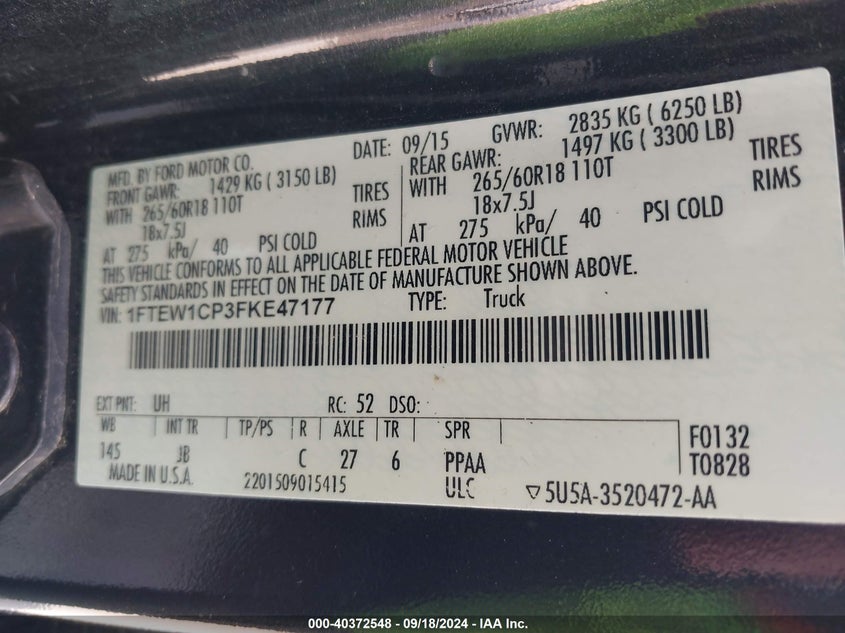 MFD. BY FORD MOTOR CO.
DATE: 09/15 GVWR: 2835 KG ( 6250 LB)
FRONT GAWR: 1429 KG ( 3150 LB) REAR GAWR: 1497 KG ( 3300 LB)
WITH 265/60R18 110T TIRES WITH 265/60R18 110T TIRES
18x7.5J RIMS 18x7.5J RIMS
AT 275 kPa/ 40 PSI COLD AT 275 kPa/ 40 PSI COLD
THIS VEHICLE CONFORMS TO ALL APPLICABLE FEDERAL MOTOR VEHICLE
SAFETY STANDARDS IN EFFECT ON THE DATE OF MANUFACTURE SHOWN ABOVE.
VIN: 1FTEW1CP3FKE47177 TYPE: Truck
EXT PNT: UH RC: 52 DSO:
WB INT TR TP/PS R AXLE TR SPR
145 JB C 27 6 PPAA
F0132
T0828
MADE IN U.S.A. 2201509015415 ULC ▽5U5A-3520472-AA
000-40372548 - 09/18/2024 - IAA Inc.